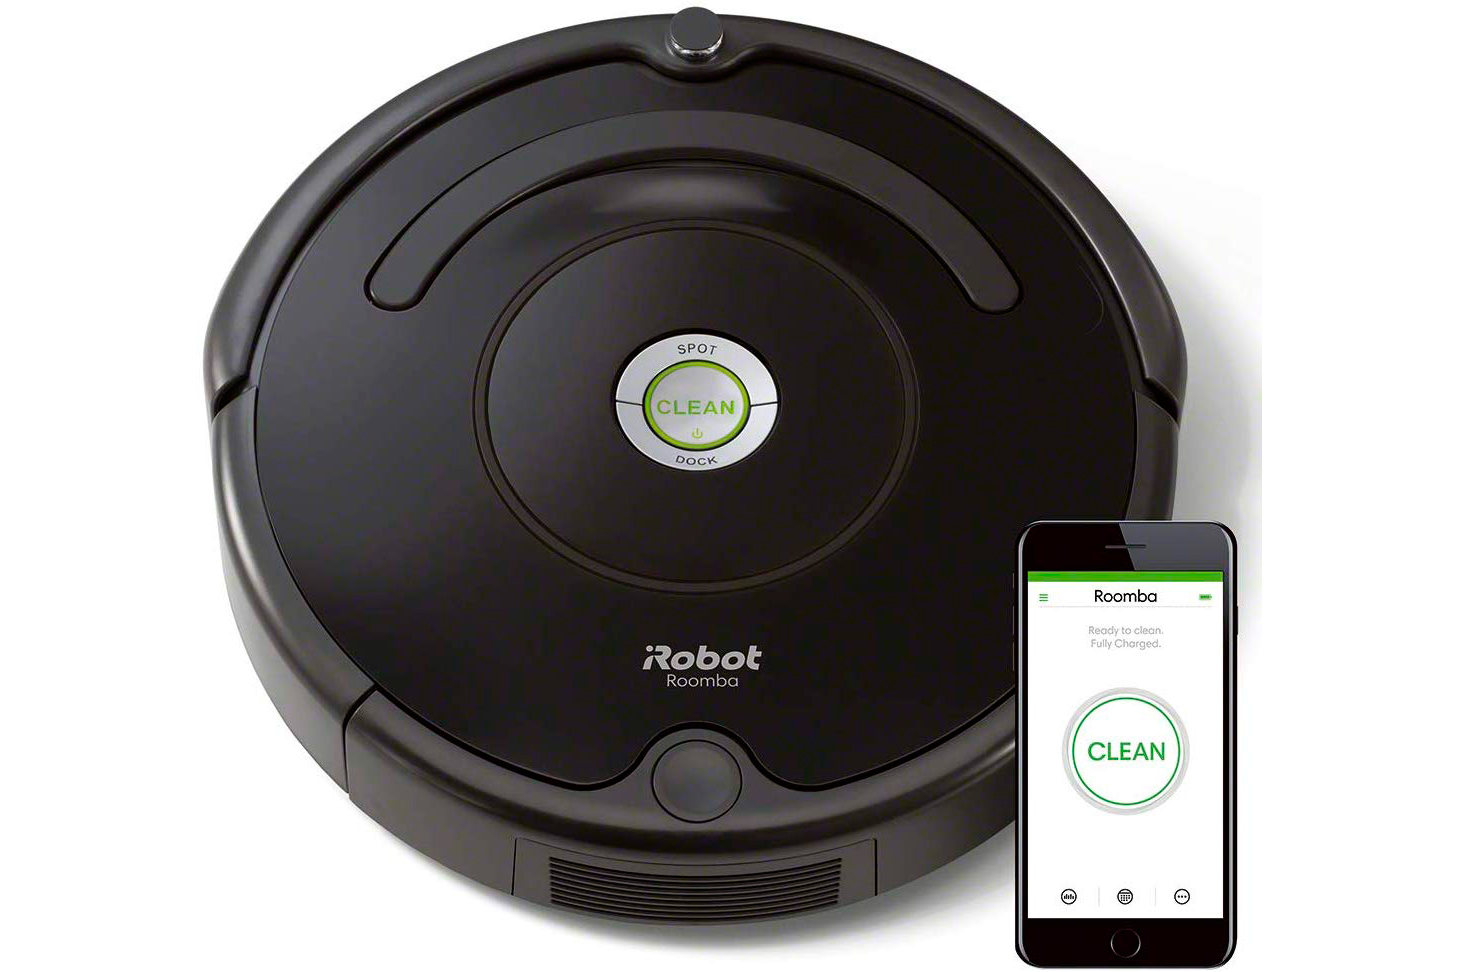 SPOT
CLEAN
DOCK
iRobot
Roomba
Roomba
Ready to clean.
Fully Charged.
CLEAN